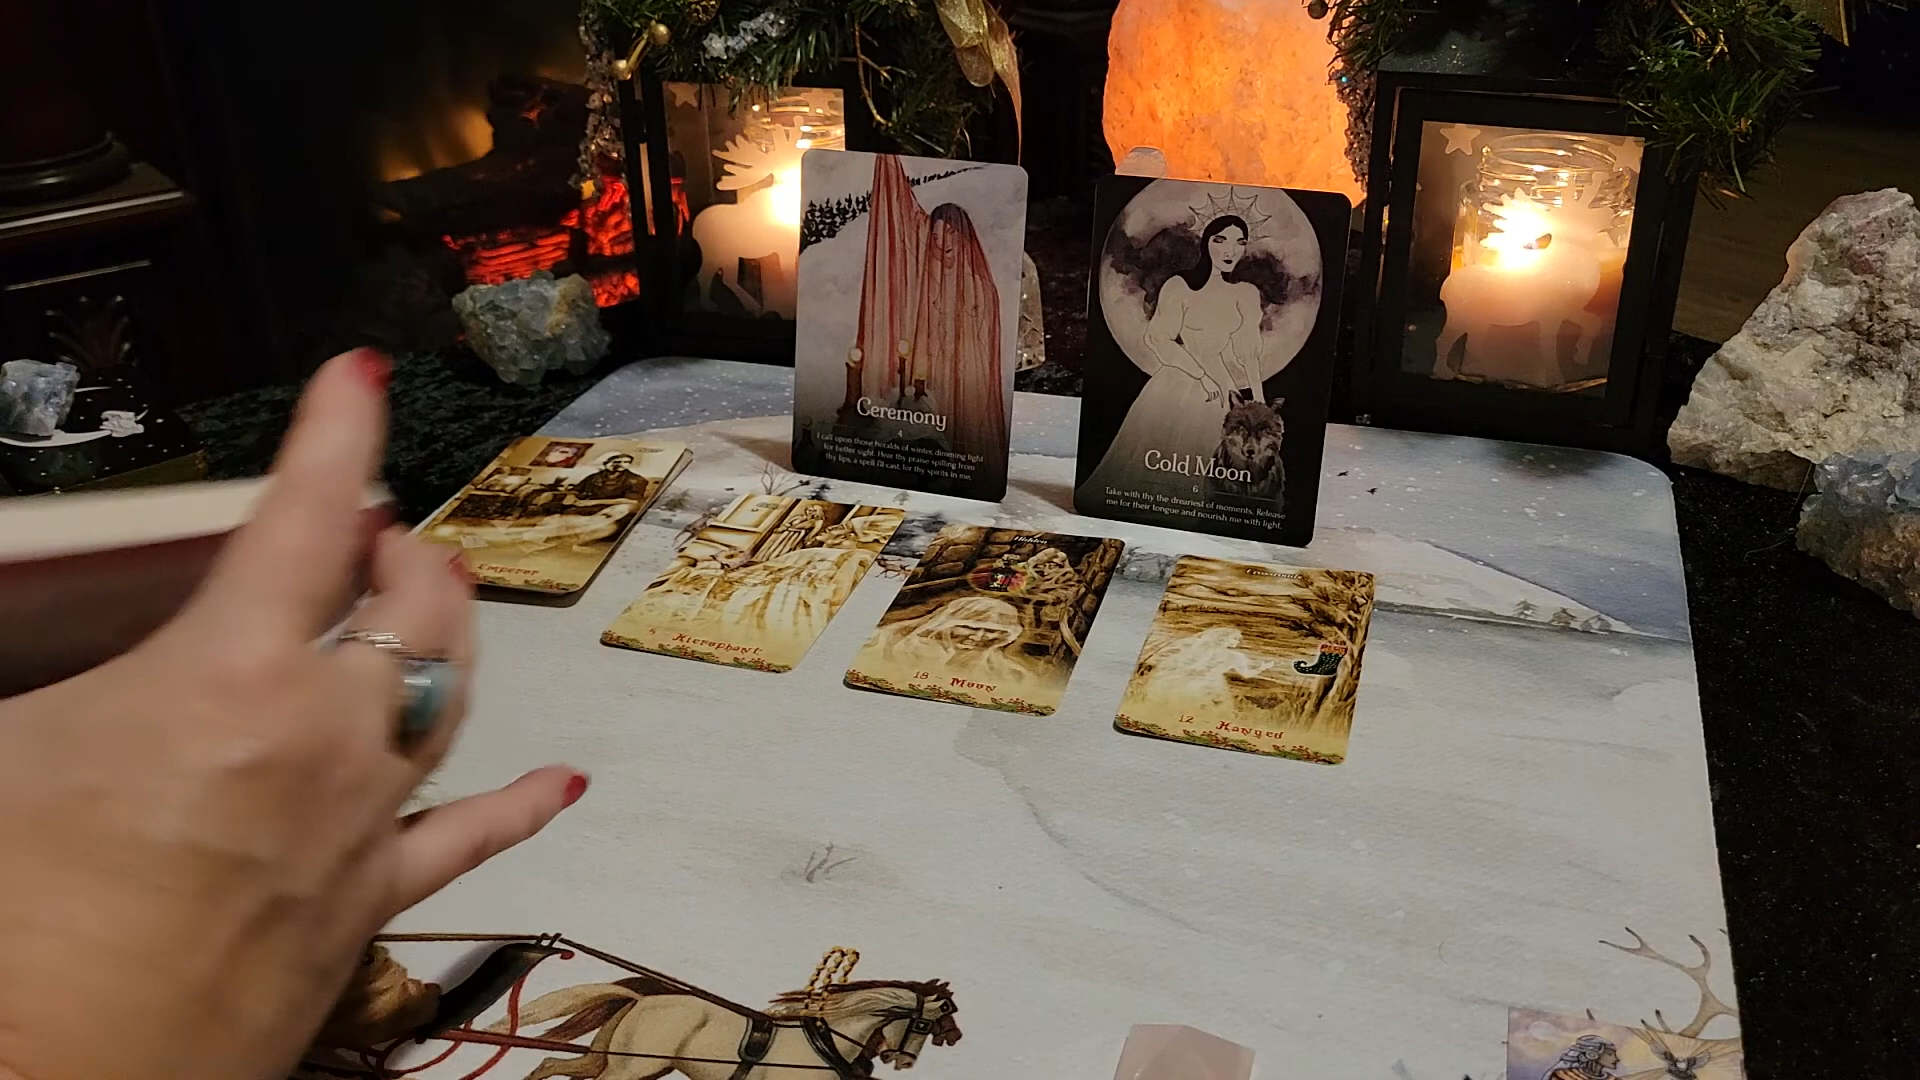 Ceremony
4
I call upon those heralds of winter, dimming light
for better sight. Hear thy praise spilling from
thy lips, a spell I'll cast, for thy spirits in me.
Cold Moon
6
Take with thy the dreariest of moments. Release
me for their tongue and nourish me with light.
Emperor
5 - Hierophant
Hidden
18 - Moon
Crossroads
12 - Hanged